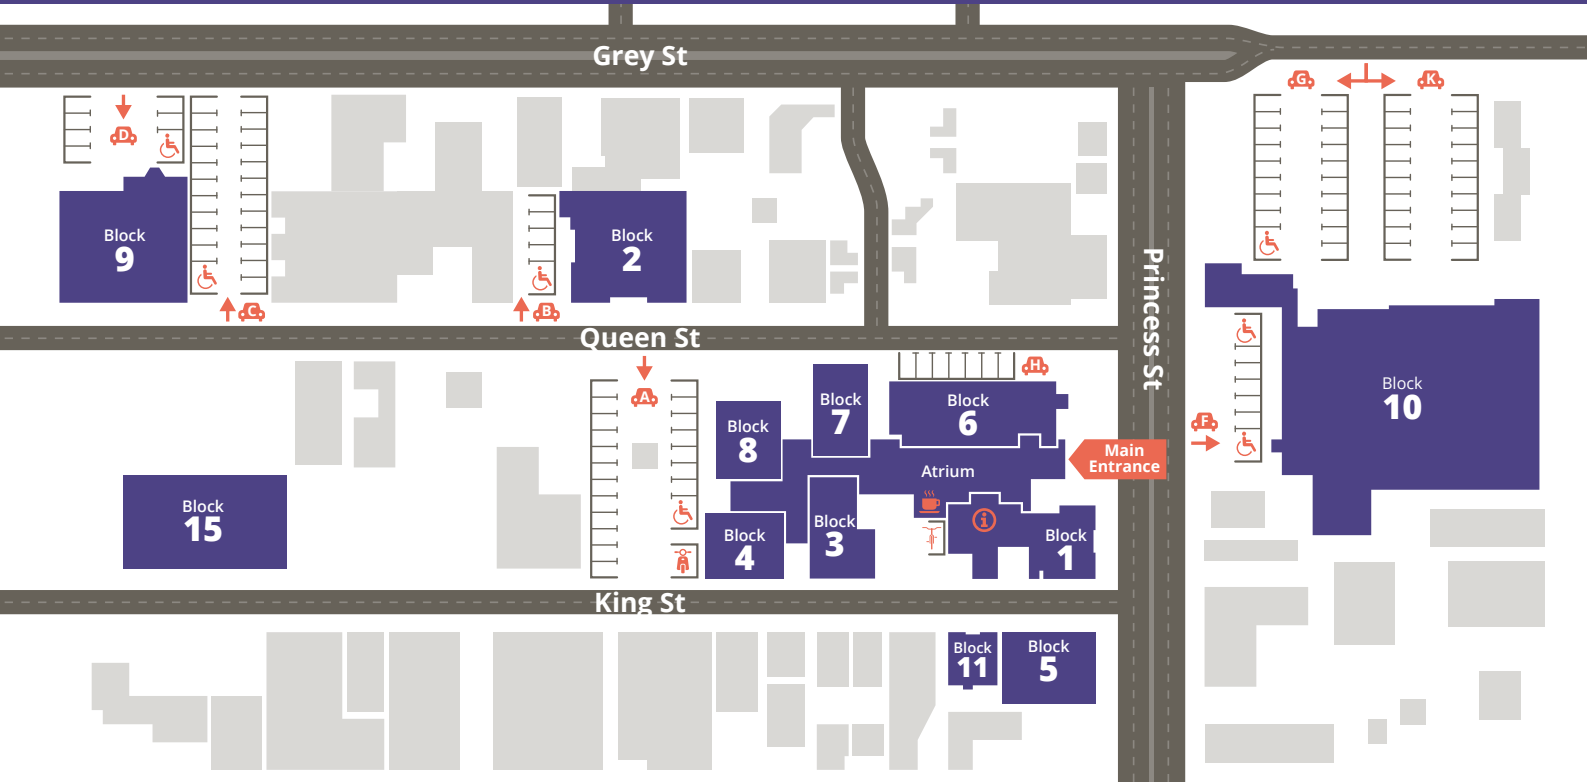 Grey St
G
K
D
Block
9
Block
2
C
B
Queen St
Princess St
A
H
Block
7
Block
6
Block
8
Block
10
F
Main
Entrance
Atrium
Block
15
Block
4
Block
3
i
Block
1
King St
Block
11
Block
5